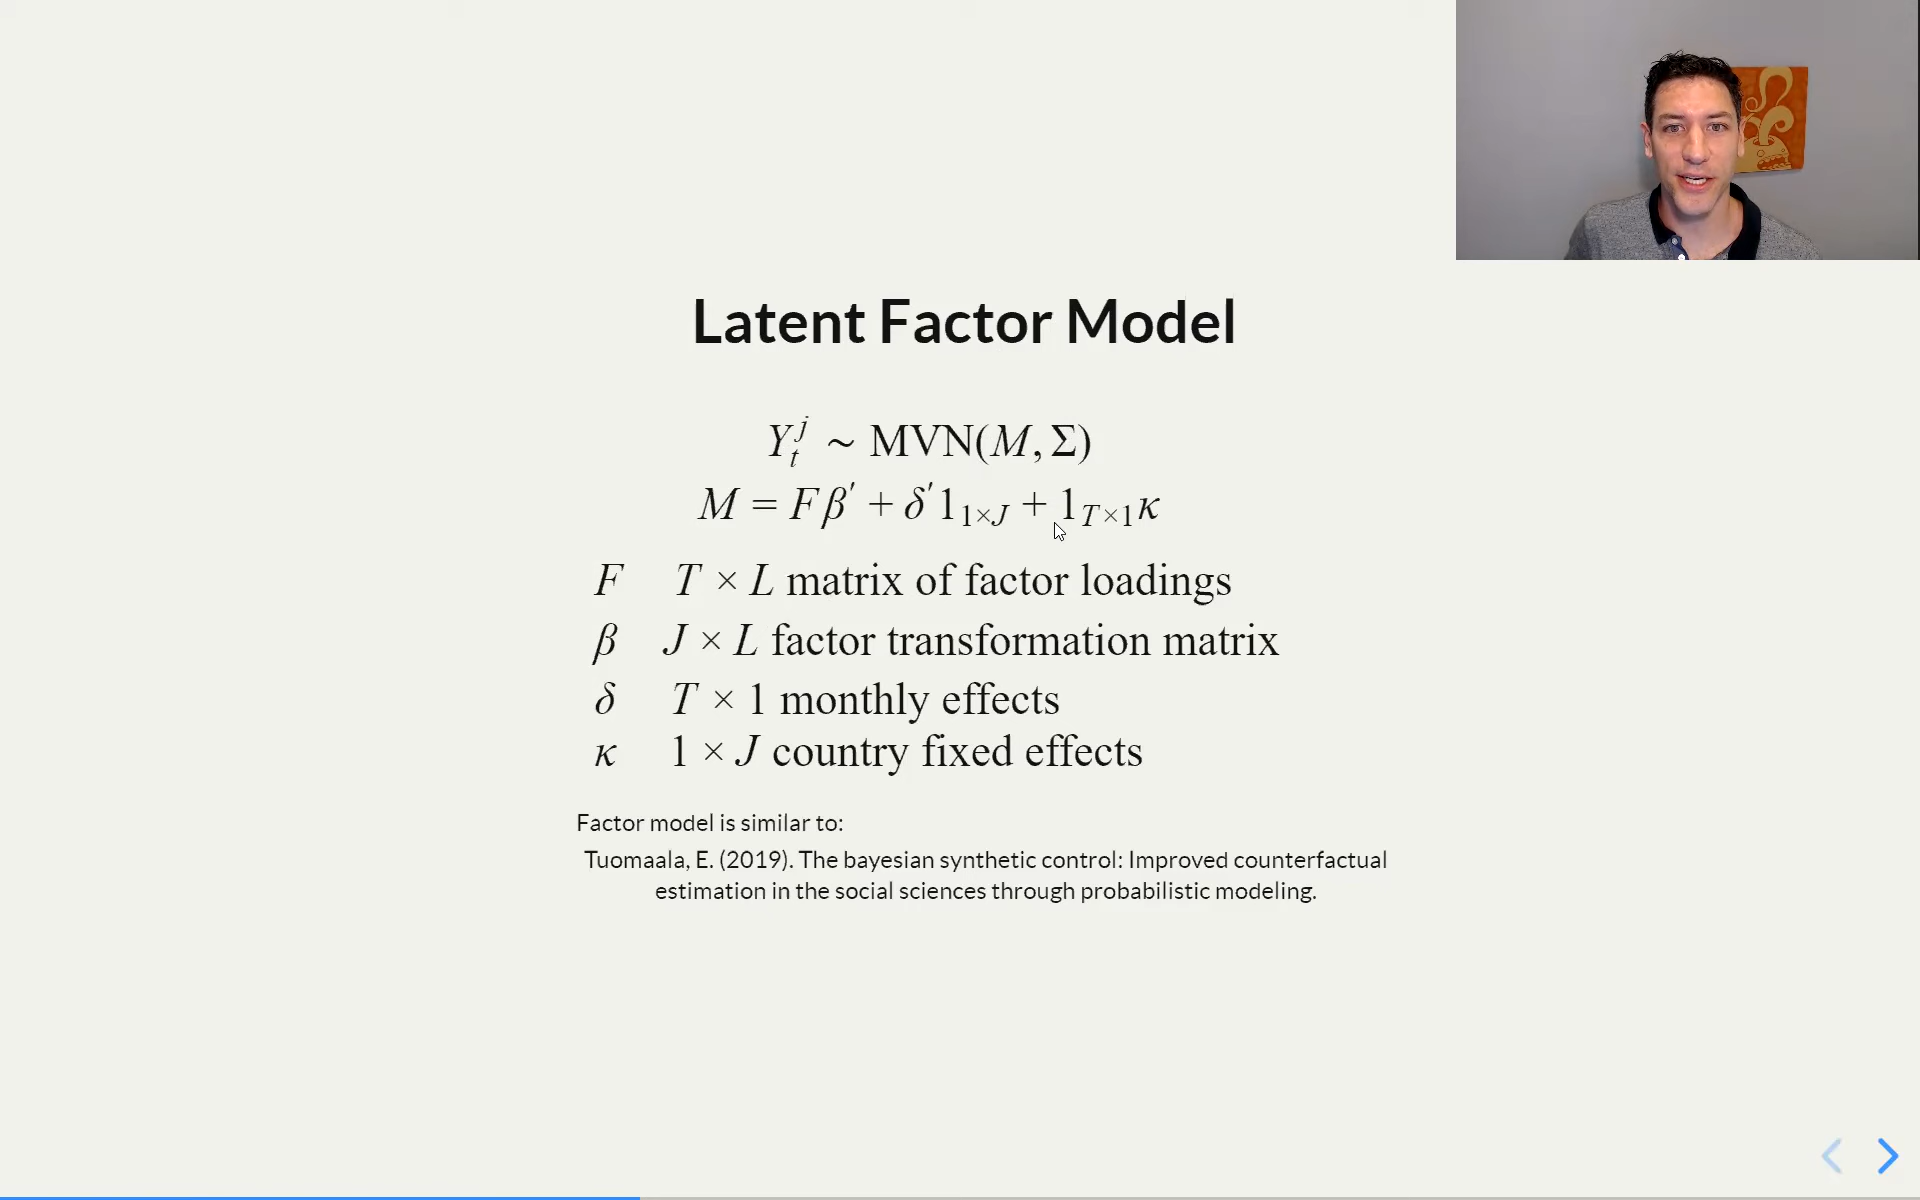 Latent Factor Model
Y_t^j ∼ MVN(M, Σ)
M = Fβ′ + δ′1_{1×J} + 1_{T×1}κ
F T × L matrix of factor loadings
β J × L factor transformation matrix
δ T × 1 monthly effects
κ 1 × J country fixed effects
Factor model is similar to:
Tuomaala, E. (2019). The bayesian synthetic control: Improved counterfactual
estimation in the social sciences through probabilistic modeling.